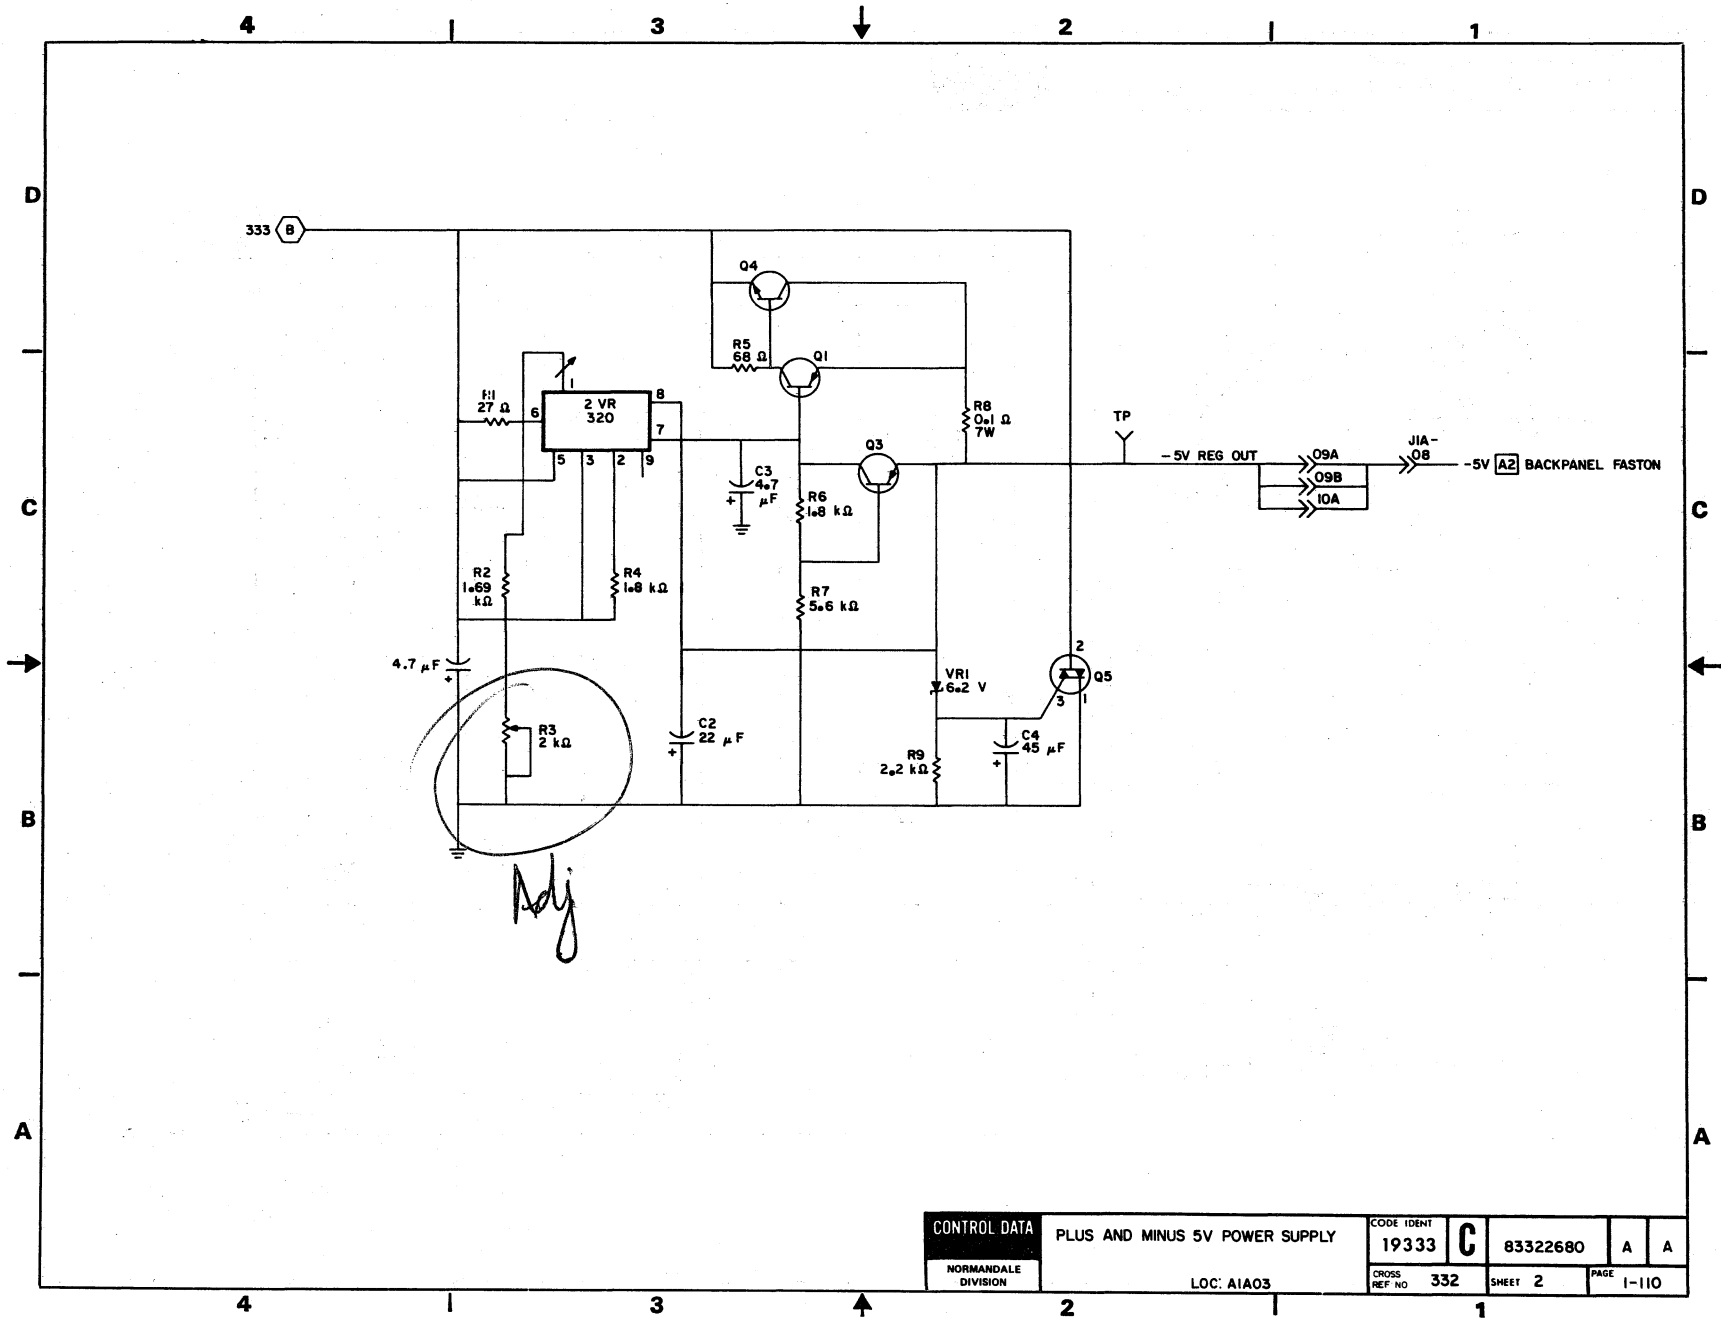 4 3 2 1
D D
333 B
Q4
R5
68 Ω
Q1
R1
27 Ω
6
1
2 VR
320
8
7
5 3 2 9
R8
0.1 Ω
7W
Q3
TP
-5V REG OUT
09A
09B
10A
J1A-
08
-5V A2 BACKPANEL FASTON
C C
C3
4.7
μF
+
R6
1.8 kΩ
R2
1.69
kΩ
R4
1.8 kΩ
R7
5.6 kΩ
4.7 μF
+
VR1
6.2 V
2
Q5
3 1
R3
2 kΩ
C2
22 μF
+
R9
2.2 kΩ
C4
45 μF
+
B B
Adj
A A
CONTROL DATA
NORMANDALE
DIVISION
PLUS AND MINUS 5V POWER SUPPLY
LOC: A1A03
CODE IDENT
19333
C
83322680
A A
CROSS
REF NO 332
SHEET 2
PAGE 1-110
4 3 2 1